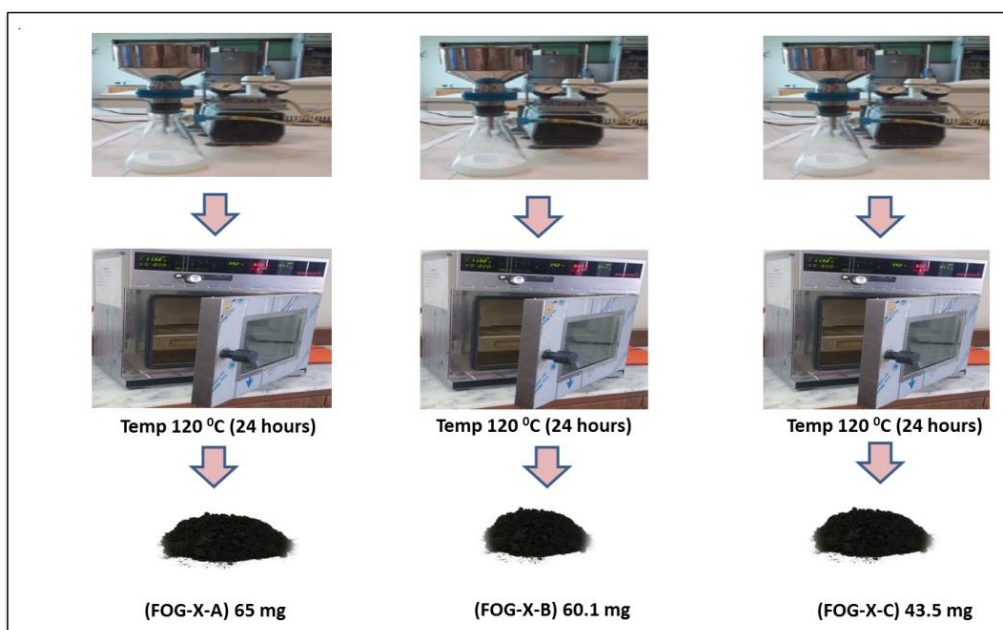 Temp 120 ⁰C (24 hours)
Temp 120 ⁰C (24 hours)
Temp 120 ⁰C (24 hours)
(FOG-X-A) 65 mg
(FOG-X-B) 60.1 mg
(FOG-X-C) 43.5 mg